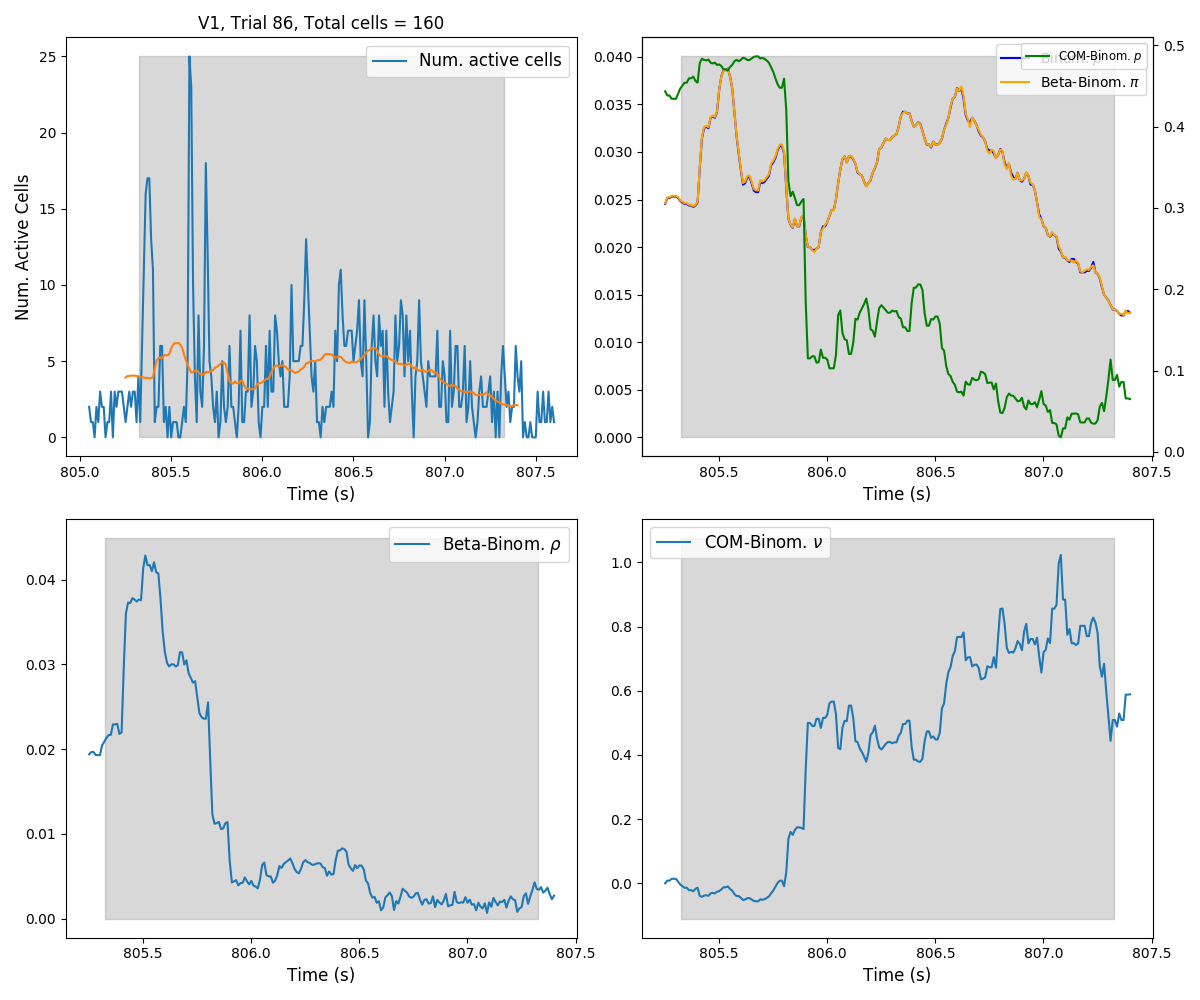 V1, Trial 86, Total cells = 160
Num. active cells
Num. Active Cells
25
20
15
10
5
0
805.0 805.5 806.0 806.5 807.0 807.5
Time (s)
COM-Binom. p
Binom. p
Beta-Binom. π
0.040
0.035
0.030
0.025
0.020
0.015
0.010
0.005
0.000
0.5
0.4
0.3
0.2
0.1
0.0
805.5 806.0 806.5 807.0 807.5
Time (s)
Beta-Binom. ρ
0.04
0.03
0.02
0.01
0.00
805.5 806.0 806.5 807.0 807.5
Time (s)
COM-Binom. ν
1.0
0.8
0.6
0.4
0.2
0.0
805.5 806.0 806.5 807.0 807.5
Time (s)